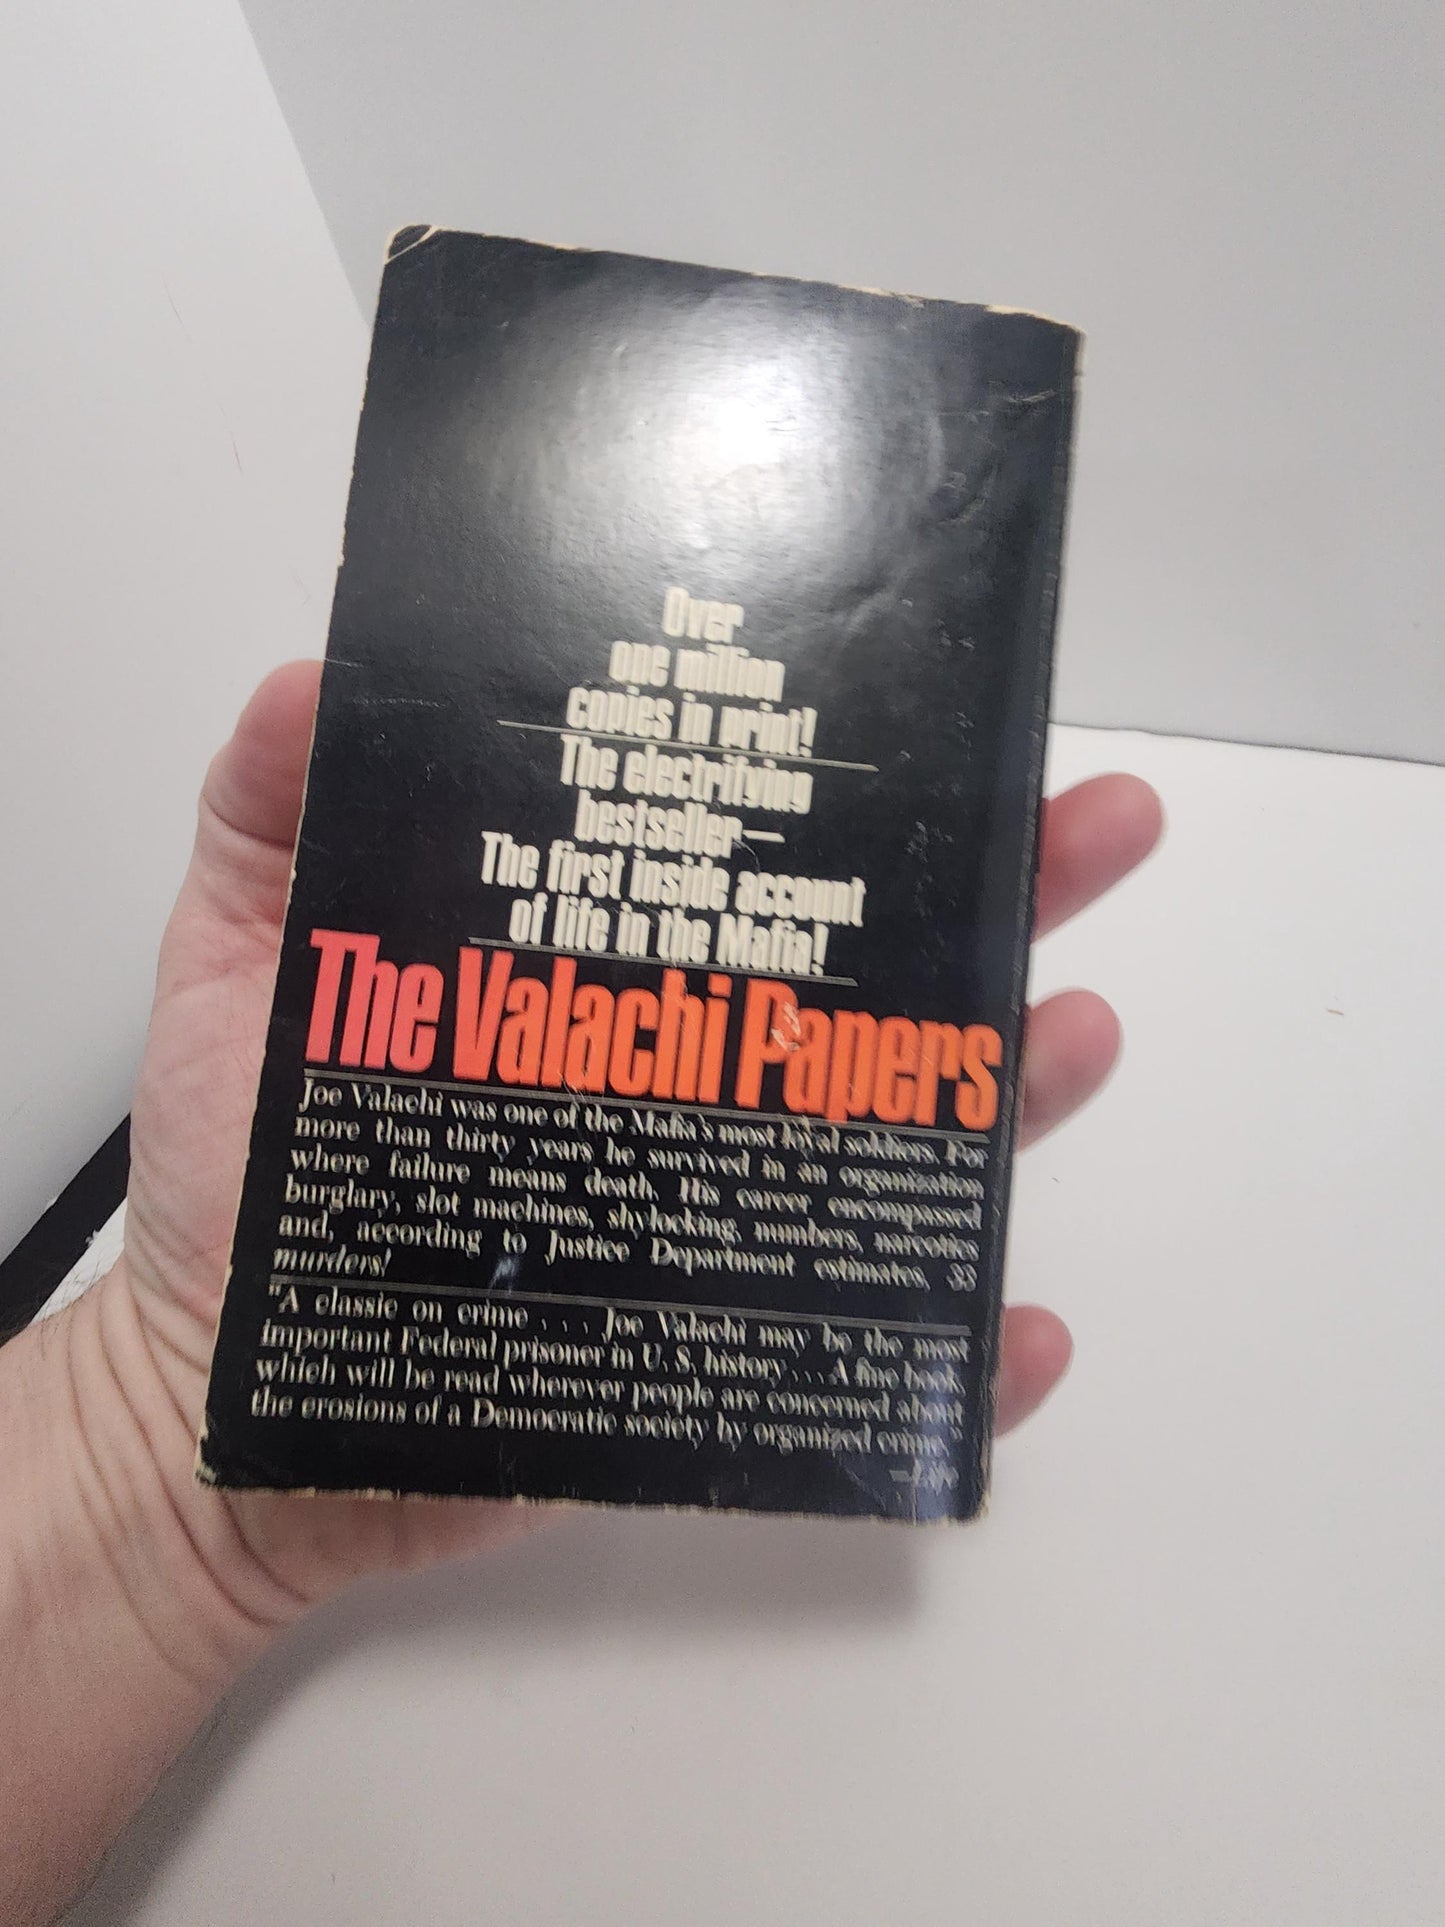 Over
one million
copies in print!
The electrifying
bestseller—
The first inside account
of life in the Mafia!
The Valachi Papers
Joe Valachi was one of the Mafia's most loyal soldiers. For
more than thirty years he survived in an organization
where failure means death. His career encompassed
burglary, slot machines, shylocking, numbers, narcotics
and, according to Justice Department estimates, 33
murders!
"A classic on crime . . . Joe Valachi may be the most
important Federal prisoner in U. S. history . . . A fine book,
which will be read wherever people are concerned about
the erosions of a Democratic society by organized crime."
—Life